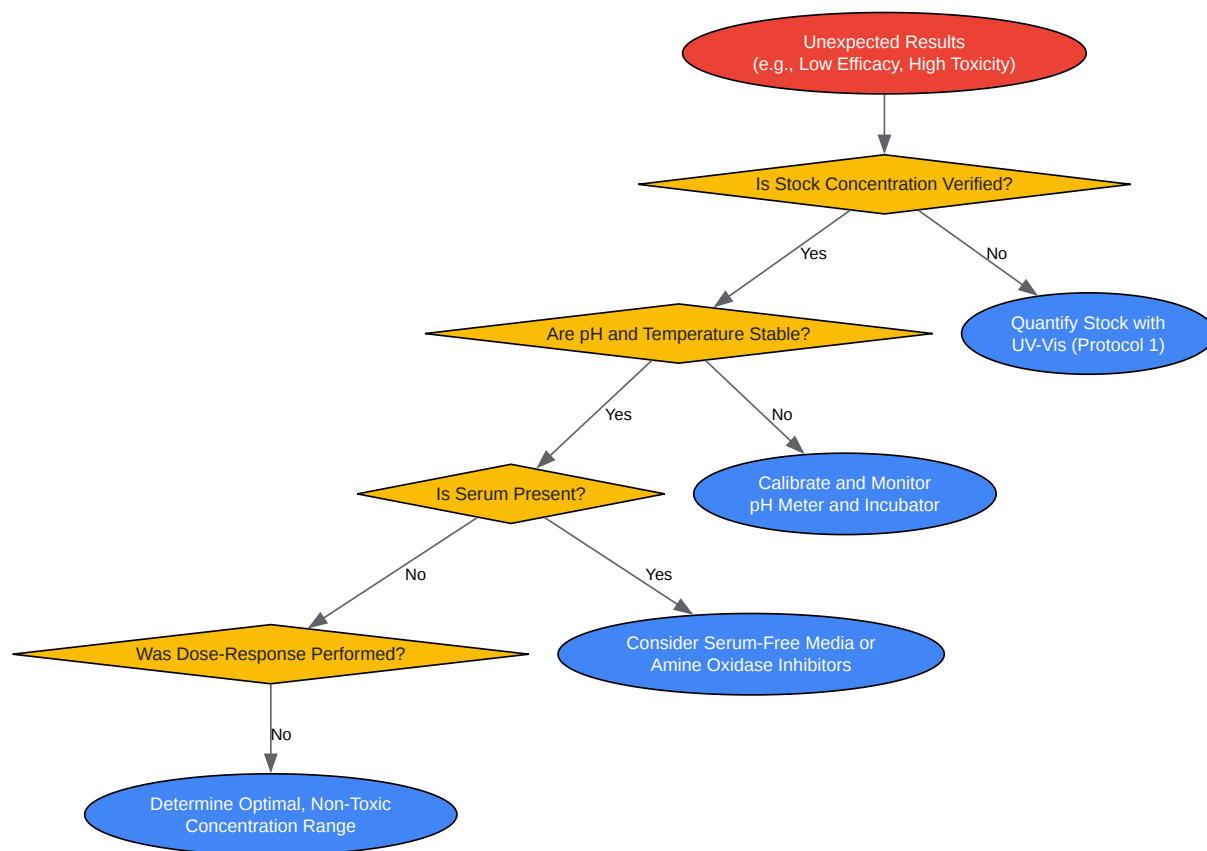 Unexpected Results
(e.g., Low Efficacy, High Toxicity)
Is Stock Concentration Verified?
Yes
No
Are pH and Temperature Stable?
Quantify Stock with
UV-Vis (Protocol 1)
Yes
No
Is Serum Present?
Calibrate and Monitor
pH Meter and Incubator
No
Yes
Was Dose-Response Performed?
Consider Serum-Free Media or
Amine Oxidase Inhibitors
No
Determine Optimal, Non-Toxic
Concentration Range